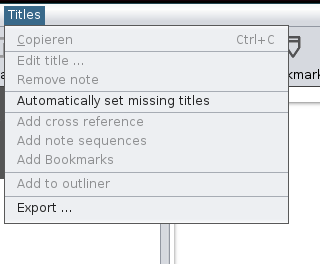 Titles
Copieren Ctrl+C
Edit title ...
Remove note
Automatically set missing titles
Add cross reference
Add note sequences
Add Bookmarks
Add to outliner
Export ...